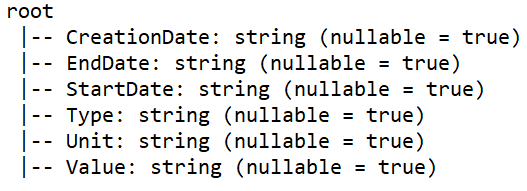 root
 |-- CreationDate: string (nullable = true)
 |-- EndDate: string (nullable = true)
 |-- StartDate: string (nullable = true)
 |-- Type: string (nullable = true)
 |-- Unit: string (nullable = true)
 |-- Value: string (nullable = true)